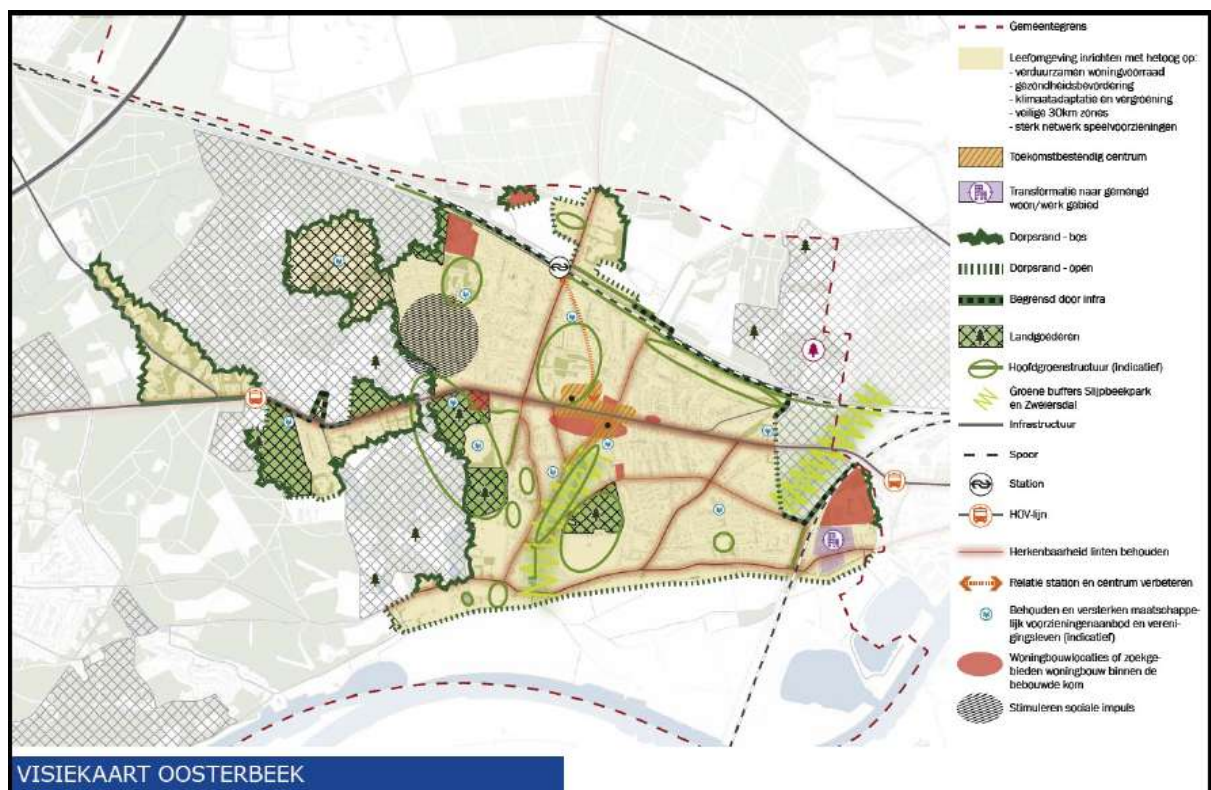 Gemeentegrens
Leefomgeving inrichten met hetoog op:
- verduurzamen woningvoorraad
- gezondheidsbevordering
- klimaatadaptatie en vergroening
- veilige 30km zones
- sterk netwerk speelvoorzieningen
Toekomstbestendig centrum
Transformatie naar gemengd
woon/werk gebied
Dorpsrand - bos
Dorpsrand - open
Begrensd door infra
Landgoederen
Hoofdgroenstructuur (indicatief)
Groene buffers Slijpbeekpark
en Zweiersdal
Infrastructuur
Spoor
Station
HOV-lijn
Herkenbaarheid linten behouden
Relatie station en centrum verbeteren
Behouden en versterken maatschappe-
lijk voorzieningenaanbod en vereni-
gingsleven (indicatief)
Woningbouwlocaties of zoekge-
bieden woningbouw binnen de
bebouwde kom
Stimuleren sociale impuls
VISIEKAART OOSTERBEEK